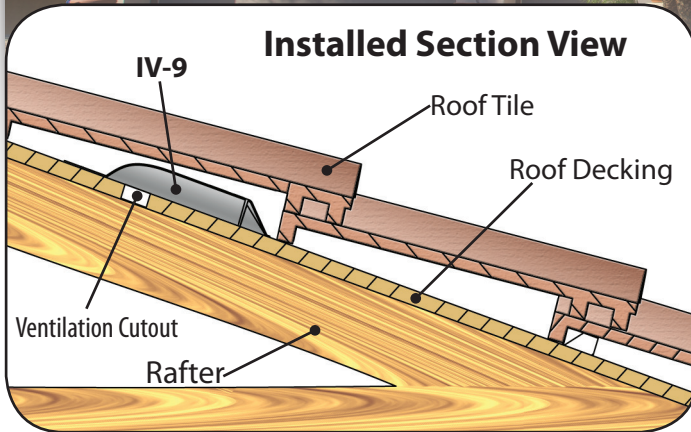 Installed Section View
IV-9
Roof Tile
Roof Decking
Ventilation Cutout
Rafter